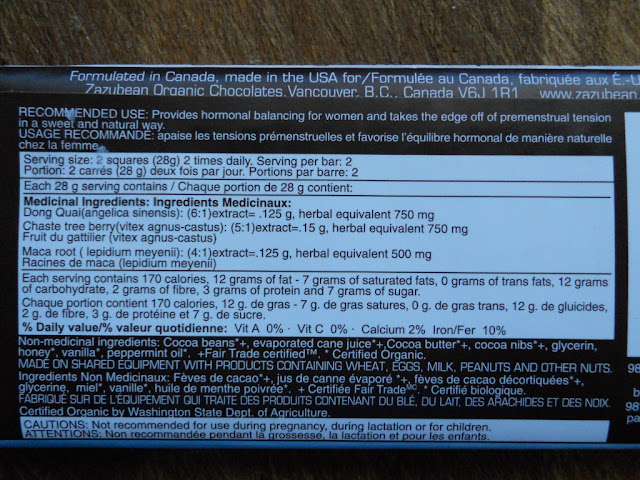 Formulated in Canada, made in the USA for/Formulée au Canada, fabriquée aux É.-U
Zazubean Organic Chocolates, Vancouver, B.C., Canada V6J 1R1 www.zazubean.
RECOMMENDED USE: Provides hormonal balancing for women and takes the edge off of premenstrual tension
in a sweet and natural way.
USAGE RECOMMANDE: apaise les tensions prémenstruelles et favorise l'équilibre hormonal de manière naturelle
chez la femme.
Serving size: 2 squares (28g) 2 times daily. Serving per bar: 2
Portion: 2 carrés (28 g) deux fois par jour. Portions par barre: 2
Each 28 g serving contains / Chaque portion de 28 g contient:
Medicinal Ingredients: Ingredients Medicinaux:
Dong Quai(angelica sinensis): (6:1)extract= .125 g, herbal equivalent 750 mg
Chaste tree berry(vitex agnus-castus): (5:1)extract=.15 g, herbal equivalent 750 mg
Fruit du gattilier (vitex agnus-castus)
Maca root ( lepidium meyenii): (4:1)extract=.125 g, herbal equivalent 500 mg
Racines de maca (lepidium meyenii)
Each serving contains 170 calories, 12 grams of fat - 7 grams of saturated fats, 0 grams of trans fats, 12 grams
of carbohydrate, 2 grams of fibre, 3 grams of protein and 7 grams of sugar.
Chaque portion contient 170 calories, 12 g. de gras - 7 g. de gras satures, 0 g. de gras trans, 12 g. de gluicides,
2 g. de fibre, 3 g. de protéine et 7 g. de sucre.
% Daily value/% valeur quotidienne: Vit A 0% · Vit C 0% · Calcium 2% Iron/Fer 10%
Non-medicinal ingredients: Cocoa beans*+, evaporated cane juice*+,Cocoa butter*+, cocoa nibs*+, glycerin,
honey*, vanilla*, peppermint oil*. +Fair Trade certified™. * Certified Organic.
MADE ON SHARED EQUIPMENT WITH PRODUCTS CONTAINING WHEAT, EGGS, MILK, PEANUTS AND OTHER NUTS.
Ingredients Non Medicinaux: Fèves de cacao*+, jus de canne évaporé *+, fèves de cacao décortiquées*+,
glycerine, miel*, vanille*, huile de menthe poivrée*. + Certifiée Fair Trade MC. * Certifié biologique.
FABRIQUÉ SUR DE L'ÉQUIPEMENT QUI TRAITE DES PRODUITS CONTENANT DU BLÉ, DU LAIT, DES ARACHIDES ET DES NOIX.
Certified Organic by Washington State Dept. of Agriculture.
CAUTIONS: Not recommended for use during pregnancy, during lactation or for children.
ATTENTIONS: Non recommandée pendant la grossesse, la lactation et pour les enfants.
98
b
98
pa